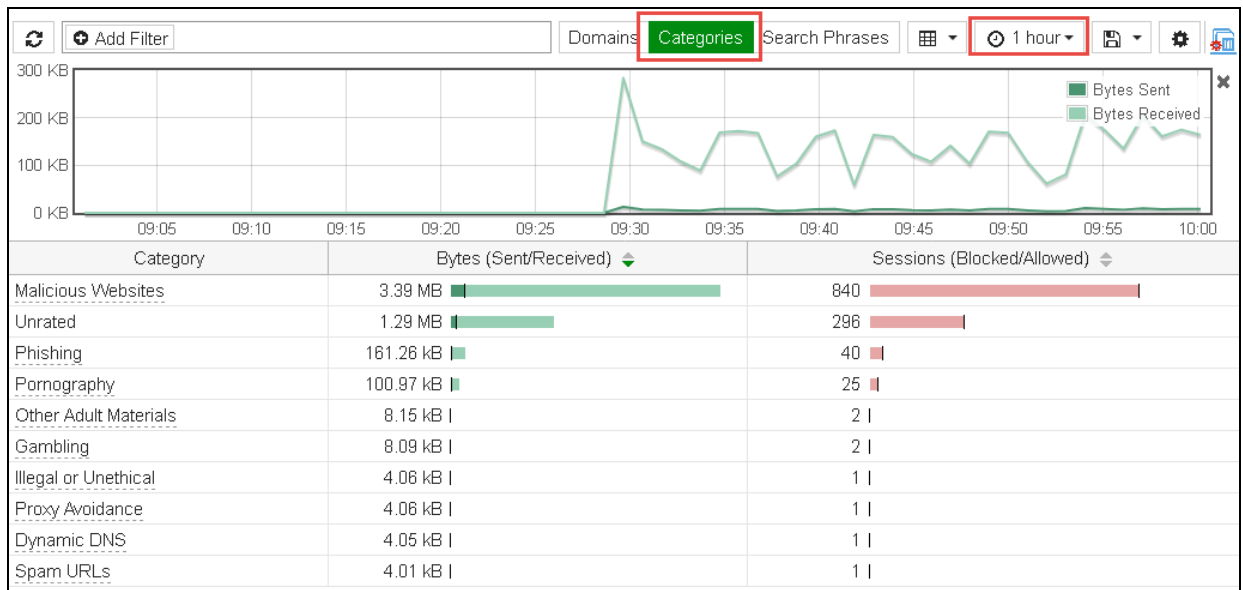 Add Filter Domains Categories Search Phrases 1 hour
300 KB
Bytes Sent
200 KB
Bytes Received
100 KB
0 KB
09:05 09:10 09:15 09:20 09:25 09:30 09:35 09:40 09:45 09:50 09:55 10:00
Category Bytes (Sent/Received) Sessions (Blocked/Allowed)
Malicious Websites 3.39 MB 840
Unrated 1.29 MB 296
Phishing 161.26 kB 40
Pornography 100.97 kB 25
Other Adult Materials 8.15 kB 2
Gambling 8.09 kB 2
Illegal or Unethical 4.06 kB 1
Proxy Avoidance 4.06 kB 1
Dynamic DNS 4.05 kB 1
Spam URLs 4.01 kB 1